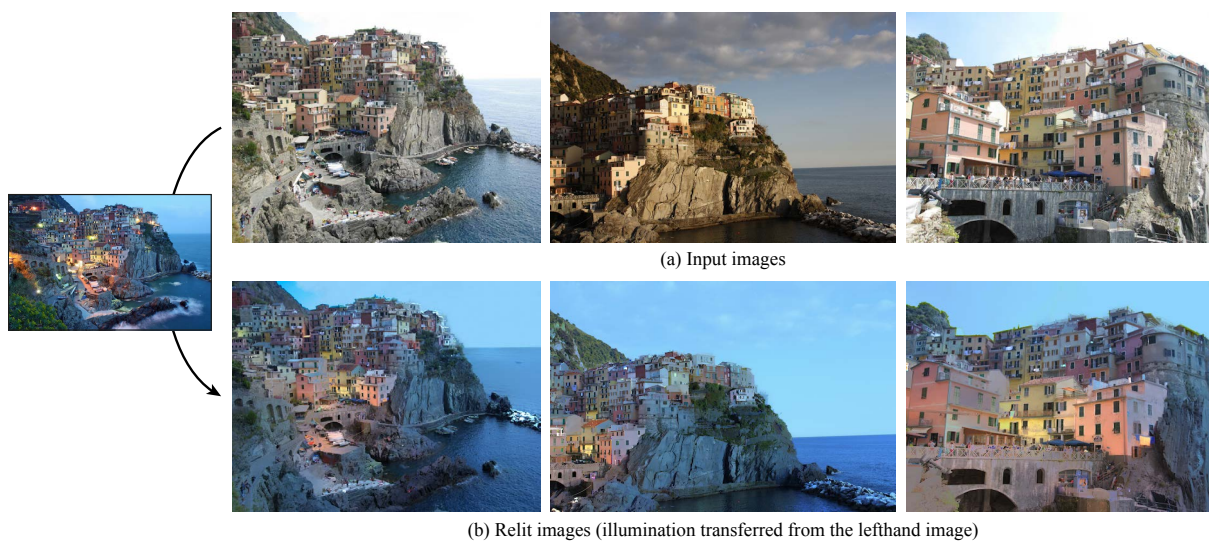 (a) Input images
(b) Relit images (illumination transferred from the lefthand image)